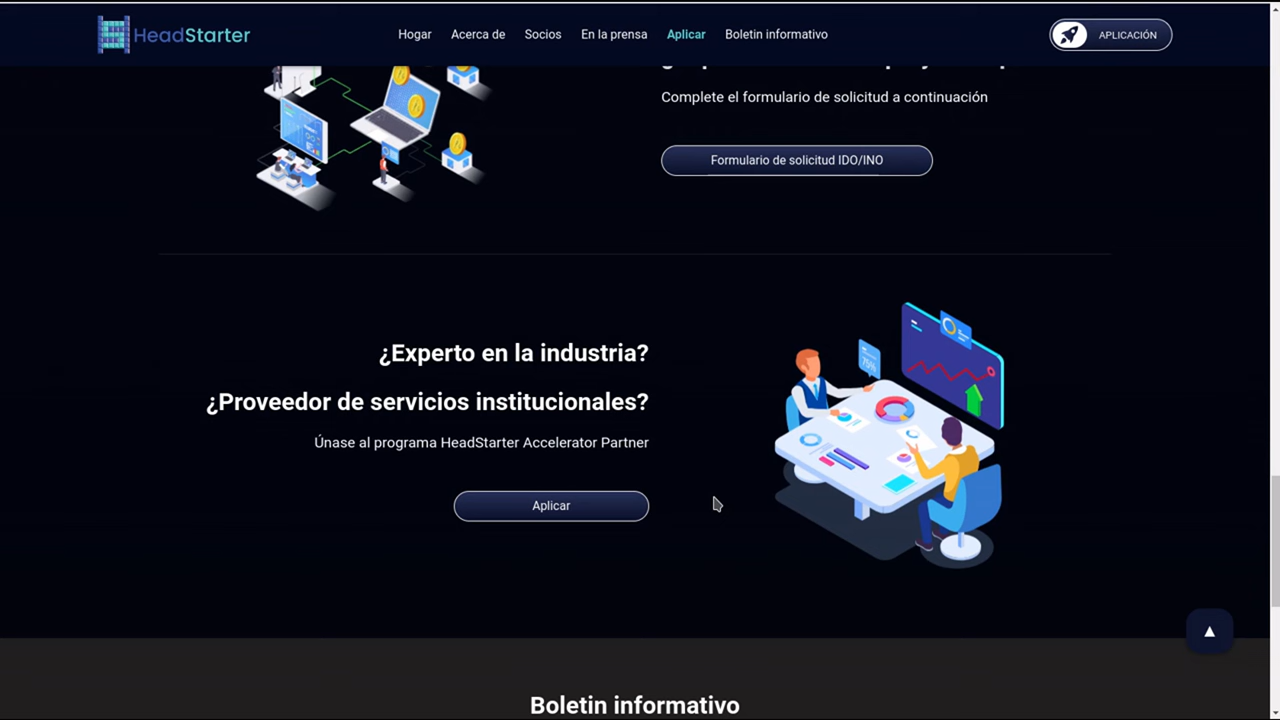 HeadStarter
Hogar
Acerca de
Socios
En la prensa
Aplicar
Boletin informativo
APLICACIÓN
Complete el formulario de solicitud a continuación
Formulario de solicitud IDO/INO
¿Experto en la industria?
¿Proveedor de servicios institucionales?
Únase al programa HeadStarter Accelerator Partner
Aplicar
75%
Boletin informativo